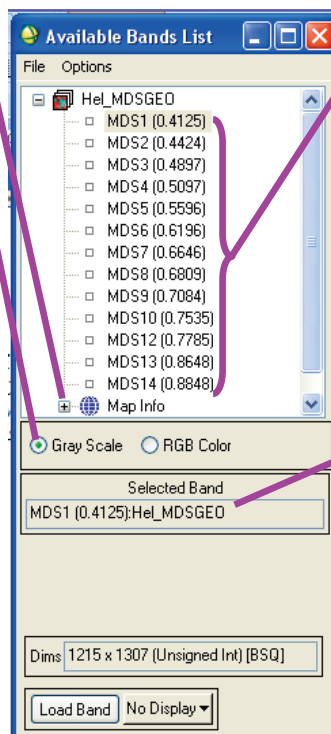 Available Bands List
File Options
Hel_MDSGEO
MDS1 (0.4125)
MDS2 (0.4424)
MDS3 (0.4897)
MDS4 (0.5097)
MDS5 (0.5596)
MDS6 (0.6196)
MDS7 (0.6646)
MDS8 (0.6809)
MDS9 (0.7084)
MDS10 (0.7535)
MDS12 (0.7785)
MDS13 (0.8648)
MDS14 (0.8848)
Map Info
Gray Scale RGB Color
Selected Band
MDS1 (0.4125):Hel_MDSGEO
Dims 1215 x 1307 (Unsigned Int) [BSQ]
Load Band No Display